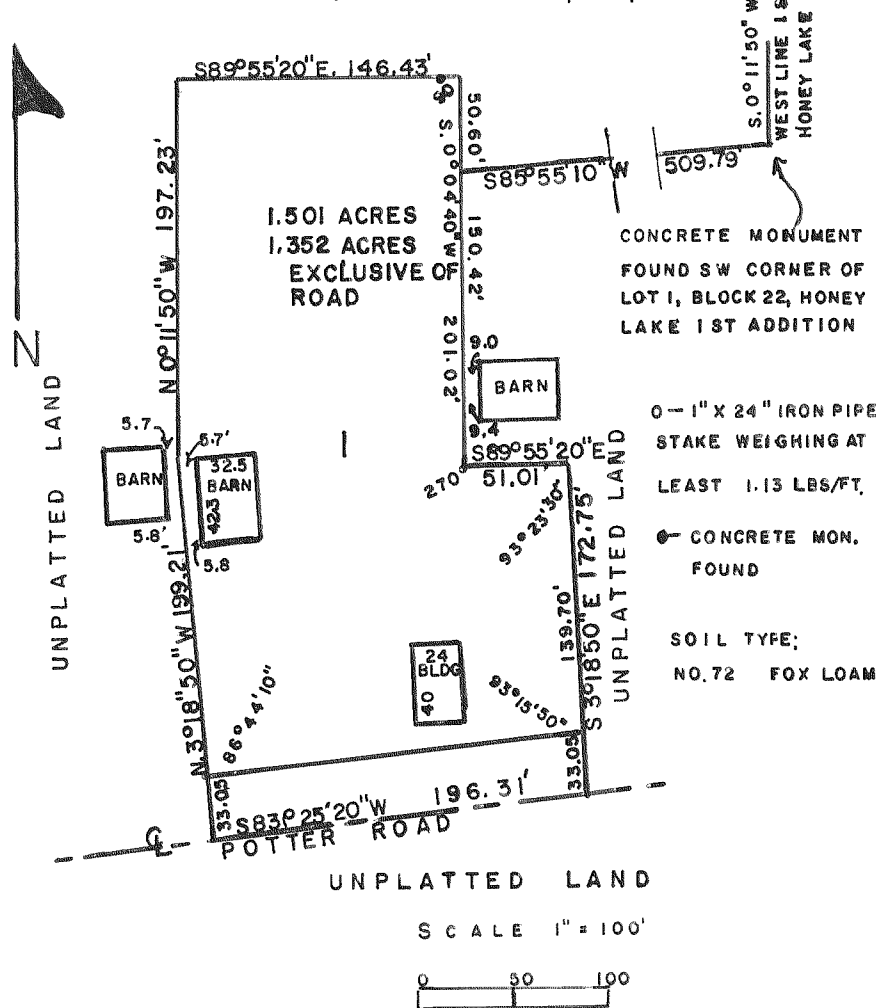 S89°55'20"E. 146.43'
S. 0°11'50" W
WEST LINE 1S
HONEY LAKE
50.60'
S. 0°04'40"W
S85°55'10"W
509.79'
N 0°11'50"W 197.23'
1.501 ACRES
1.352 ACRES
EXCLUSIVE OF
ROAD
150.42'
201.02'
CONCRETE MONUMENT
FOUND SW CORNER OF
LOT 1, BLOCK 22, HONEY
LAKE 1ST ADDITION
N
9.0
BARN
9.4
O-1" X 24" IRON PIPE
STAKE WEIGHING AT
LEAST 1.13 LBS/FT.
UNPLATTED LAND
5.7
5.7'
1
S89°55'20"E
51.01'
270°
BARN
32.5
BARN
42.3
5.8'
5.8
93°23'30"
CONCRETE MON.
FOUND
N.3°18'50"W 199.21'
S 3°18'50"E 172.75'
139.70'
UNPLATTED LAND
SOIL TYPE;
NO.72 FOX LOAM
24
BLDG
40
86°44'10"
93°15'50"
33.05
33.05
S83°25'20"W 196.31'
POTTER ROAD
UNPLATTED LAND
SCALE 1" = 100'
0 50 100